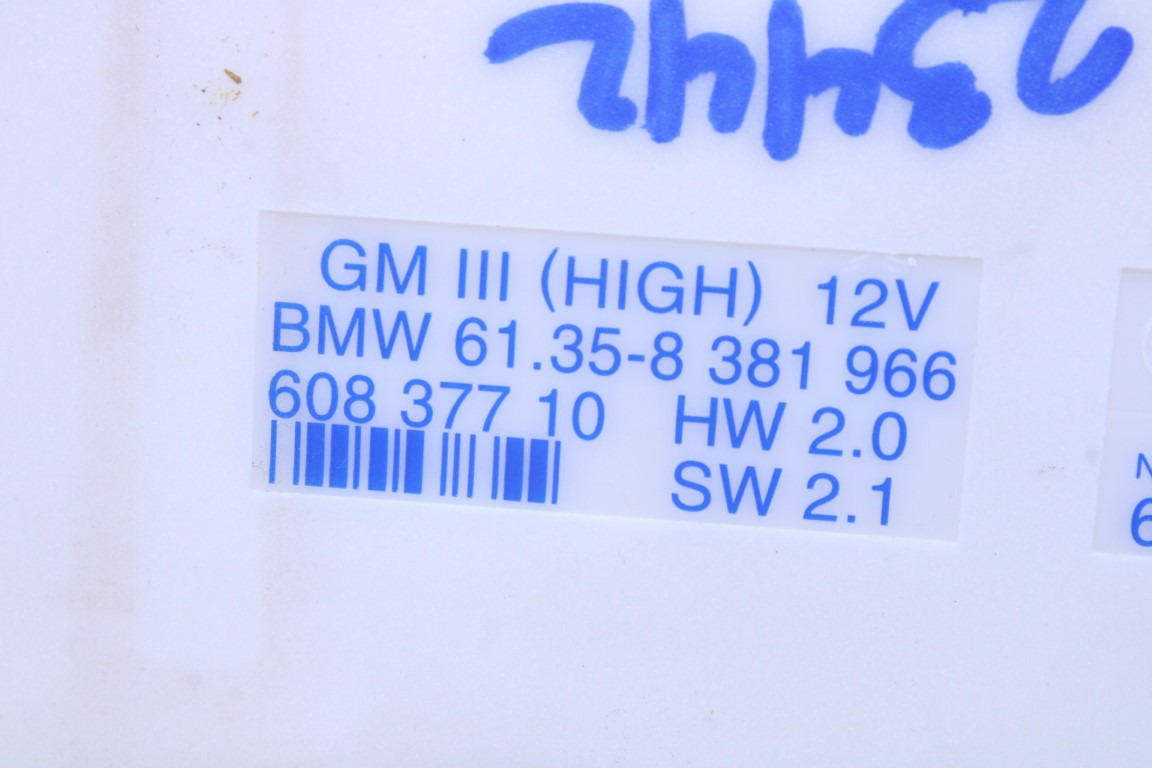 23442
GM III (HIGH) 12V
BMW 61.35-8 381 966
608 377 10 HW 2.0
SW 2.1